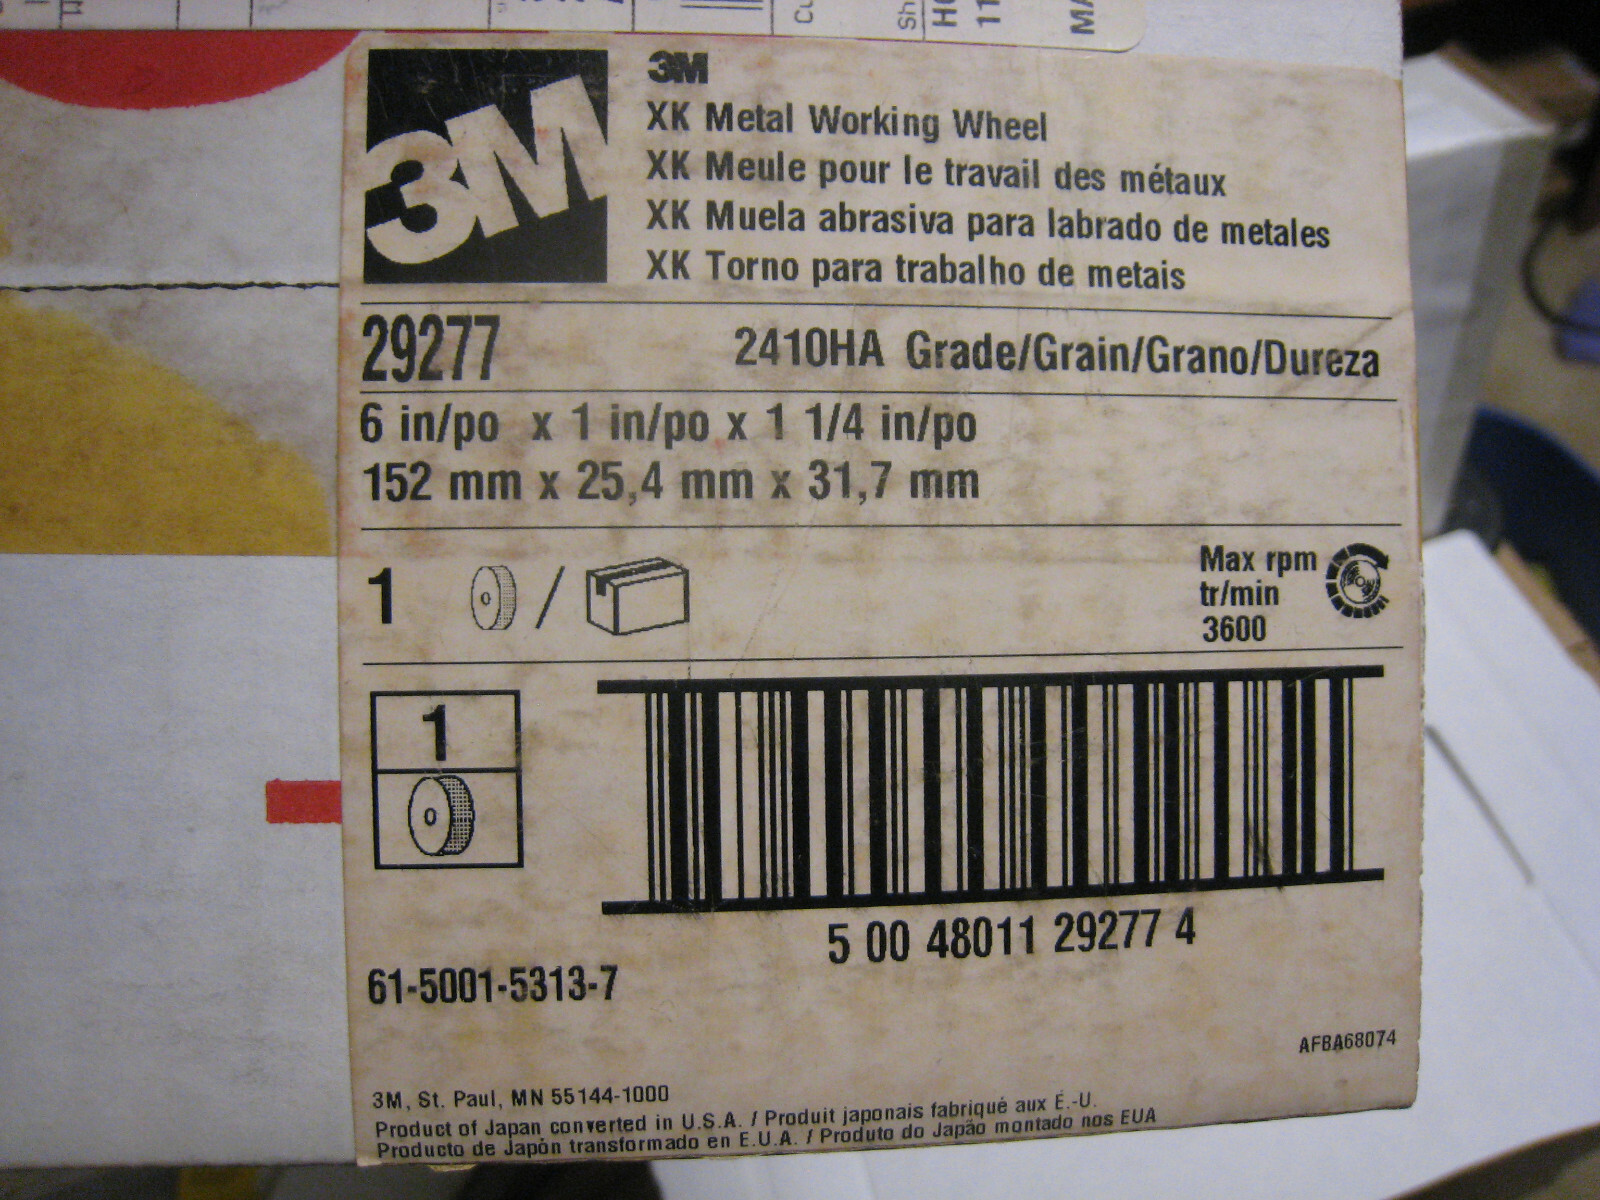 3M
3M
XK Metal Working Wheel
XK Meule pour le travail des métaux
XK Muela abrasiva para labrado de metales
XK Torno para trabalho de metais
29277 2410HA Grade/Grain/Grano/Dureza
6 in/po x 1 in/po x 1 1/4 in/po
152 mm x 25,4 mm x 31,7 mm
1 /
Max rpm
tr/min
3600
1
5 00 48011 29277 4
61-5001-5313-7
AFBA68074
3M, St. Paul, MN 55144-1000
Product of Japan converted in U.S.A. / Produit japonais fabriqué aux É.-U.
Producto de Japón transformado en E.U.A. / Produto do Japão montado nos EUA